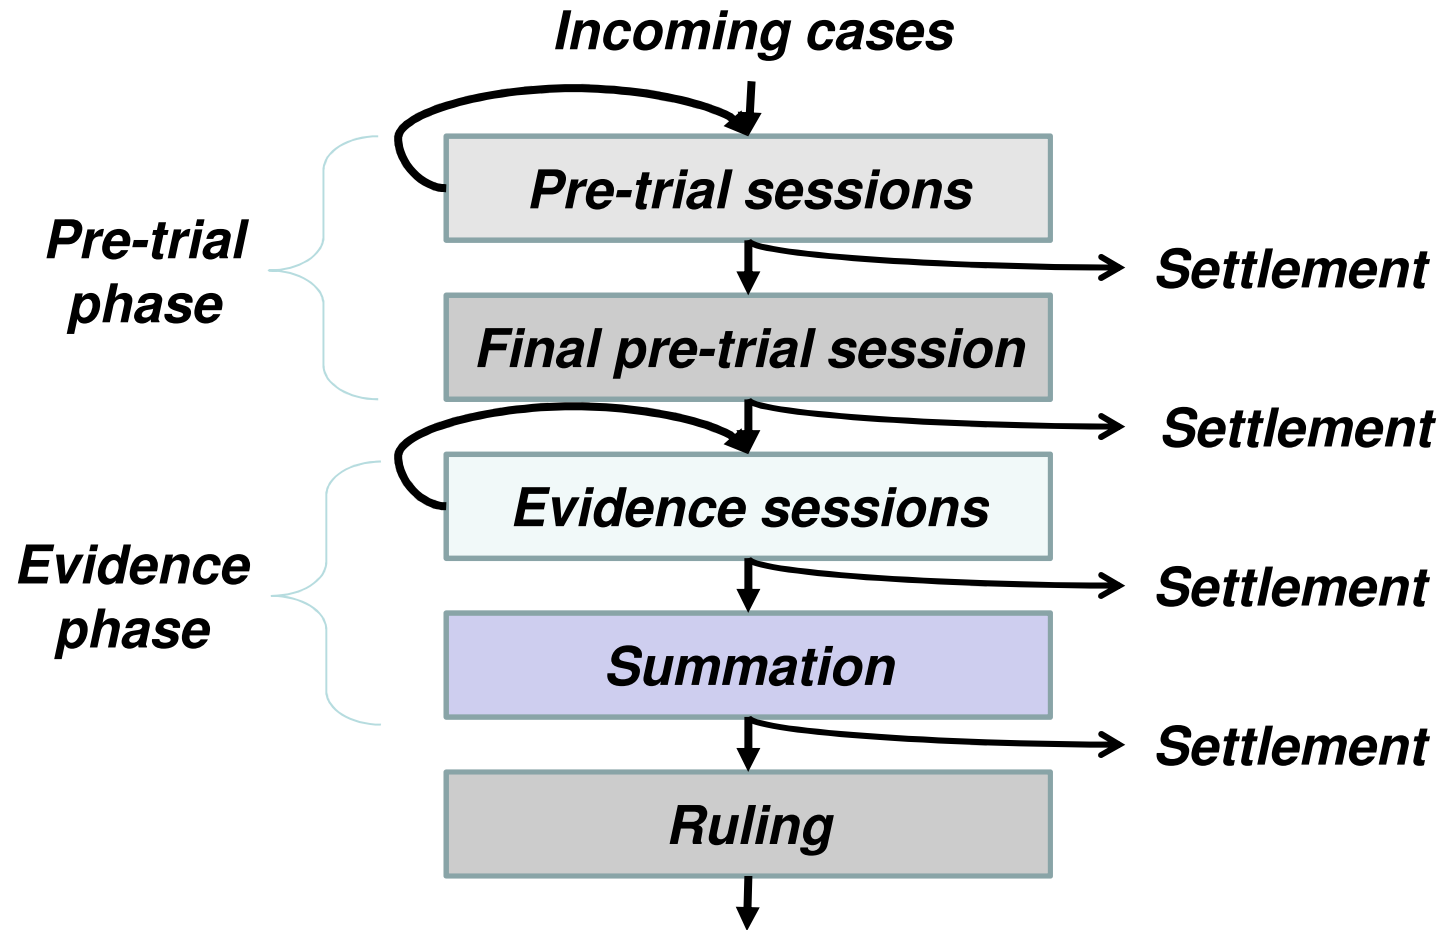 Incoming cases
Pre-trial sessions
Pre-trial
phase
Settlement
Final pre-trial session
Settlement
Evidence sessions
Evidence
phase
Settlement
Summation
Settlement
Ruling